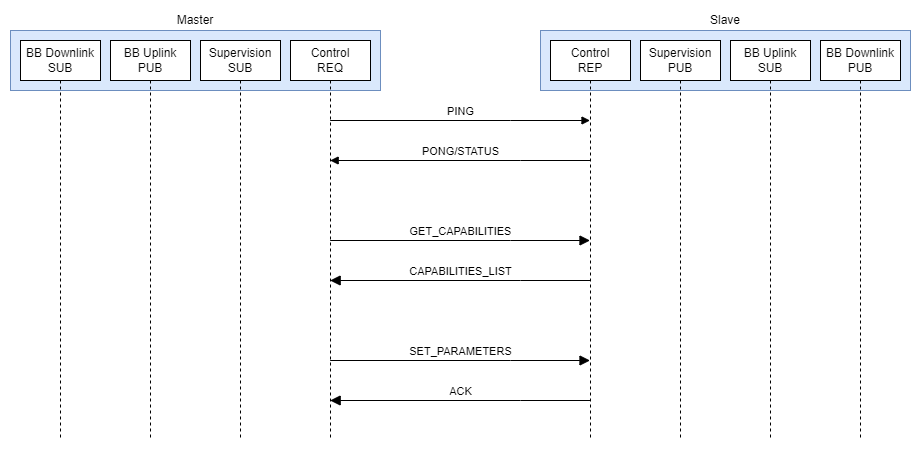 Master
Slave
BB Downlink
SUB
BB Uplink
PUB
Supervision
SUB
Control
REQ
Control
REP
Supervision
PUB
BB Uplink
SUB
BB Downlink
PUB
PING
PONG/STATUS
GET_CAPABILITIES
CAPABILITIES_LIST
SET_PARAMETERS
ACK